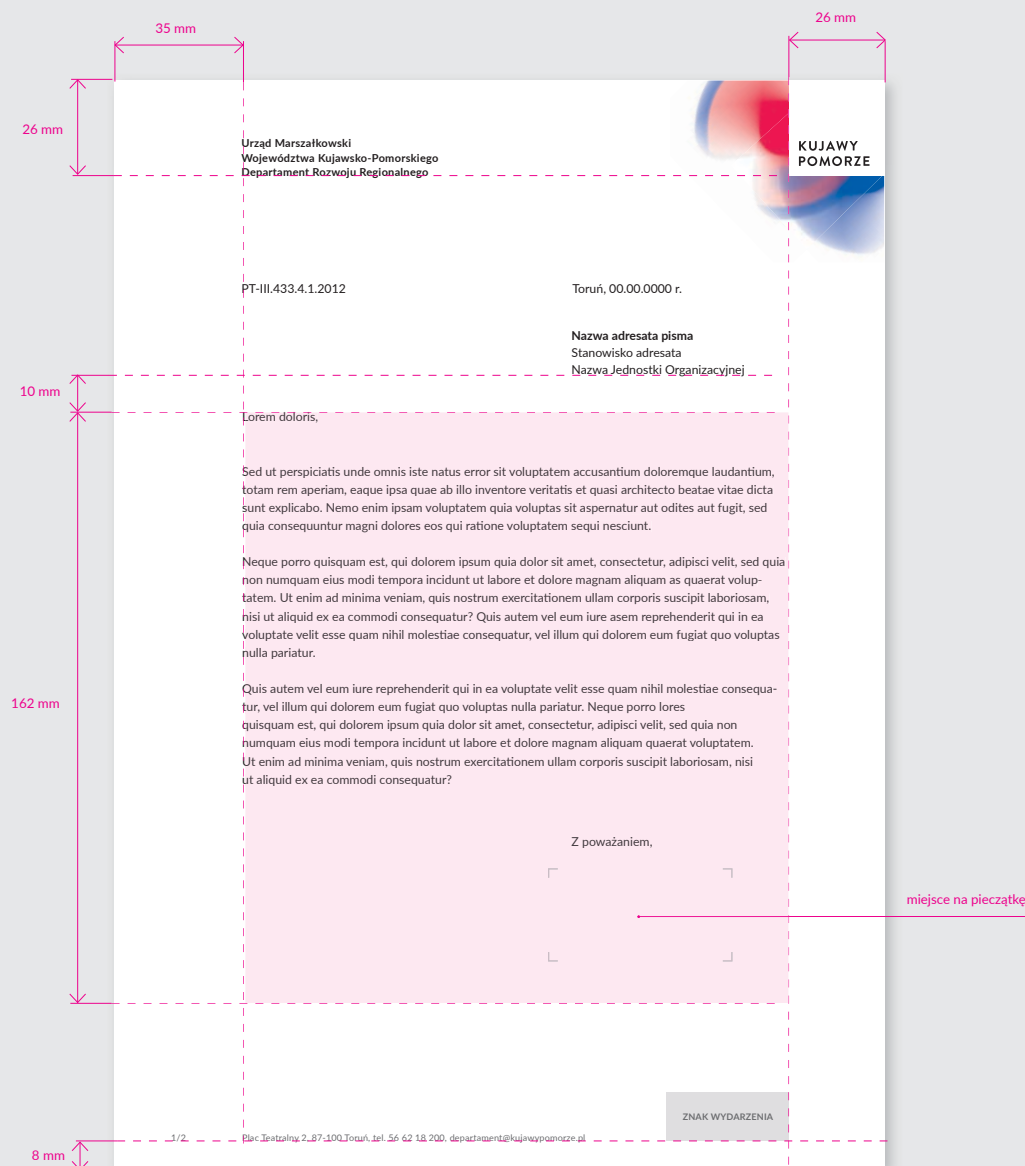 35 mm
26 mm
26 mm
KUJAWY
POMORZE
Urząd Marszałkowski
Województwa Kujawsko-Pomorskiego
Departament Rozwoju Regionalnego
PT-III.433.4.1.2012
Toruń, 00.00.0000 r.
Nazwa adresata pisma
Stanowisko adresata
Nazwa Jednostki Organizacyjnej
10 mm
Lorem doloris,
Sed ut perspiciatis unde omnis iste natus error sit voluptatem accusantium doloremque laudantium,
totam rem aperiam, eaque ipsa quae ab illo inventore veritatis et quasi architecto beatae vitae dicta
sunt explicabo. Nemo enim ipsam voluptatem quia voluptas sit aspernatur aut odites aut fugit, sed
quia consequuntur magni dolores eos qui ratione voluptatem sequi nesciunt.
Neque porro quisquam est, qui dolorem ipsum quia dolor sit amet, consectetur, adipisci velit, sed quia
non numquam eius modi tempora incidunt ut labore et dolore magnam aliquam as quaerat volup-
tatem. Ut enim ad minima veniam, quis nostrum exercitationem ullam corporis suscipit laboriosam,
nisi ut aliquid ex ea commodi consequatur? Quis autem vel eum iure asem reprehenderit qui in ea
voluptate velit esse quam nihil molestiae consequatur, vel illum qui dolorem eum fugiat quo voluptas
nulla pariatur.
Quis autem vel eum iure reprehenderit qui in ea voluptate velit esse quam nihil molestiae consequa-
tur, vel illum qui dolorem eum fugiat quo voluptas nulla pariatur. Neque porro lores
quisquam est, qui dolorem ipsum quia dolor sit amet, consectetur, adipisci velit, sed quia non
numquam eius modi tempora incidunt ut labore et dolore magnam aliquam quaerat voluptatem.
Ut enim ad minima veniam, quis nostrum exercitationem ullam corporis suscipit laboriosam, nisi
ut aliquid ex ea commodi consequatur?
162 mm
Z poważaniem,
miejsce na pieczątkę
ZNAK WYDARZENIA
1/2
Plac Teatralny 2, 87-100 Toruń, tel. 56 62 18 200, departament@kujawypomorze.pl
8 mm